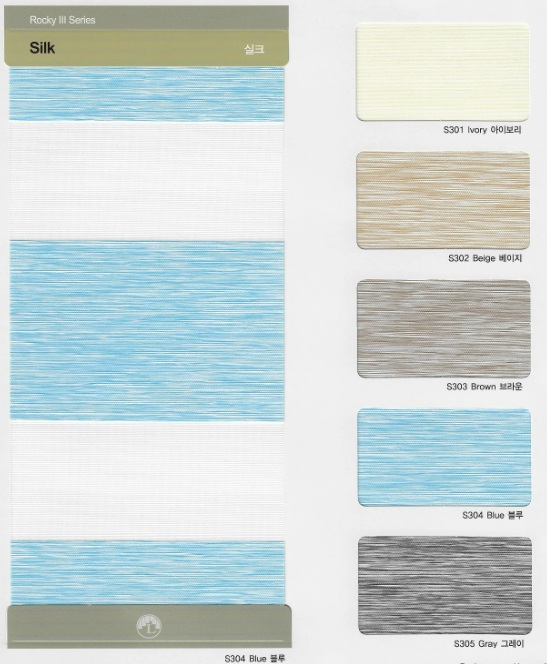 Rocky III Series
Silk 실크
S304 Blue 블루
S301 Ivory 아이보리
S302 Beige 베이지
S303 Brown 브라운
S304 Blue 블루
S305 Gray 그레이